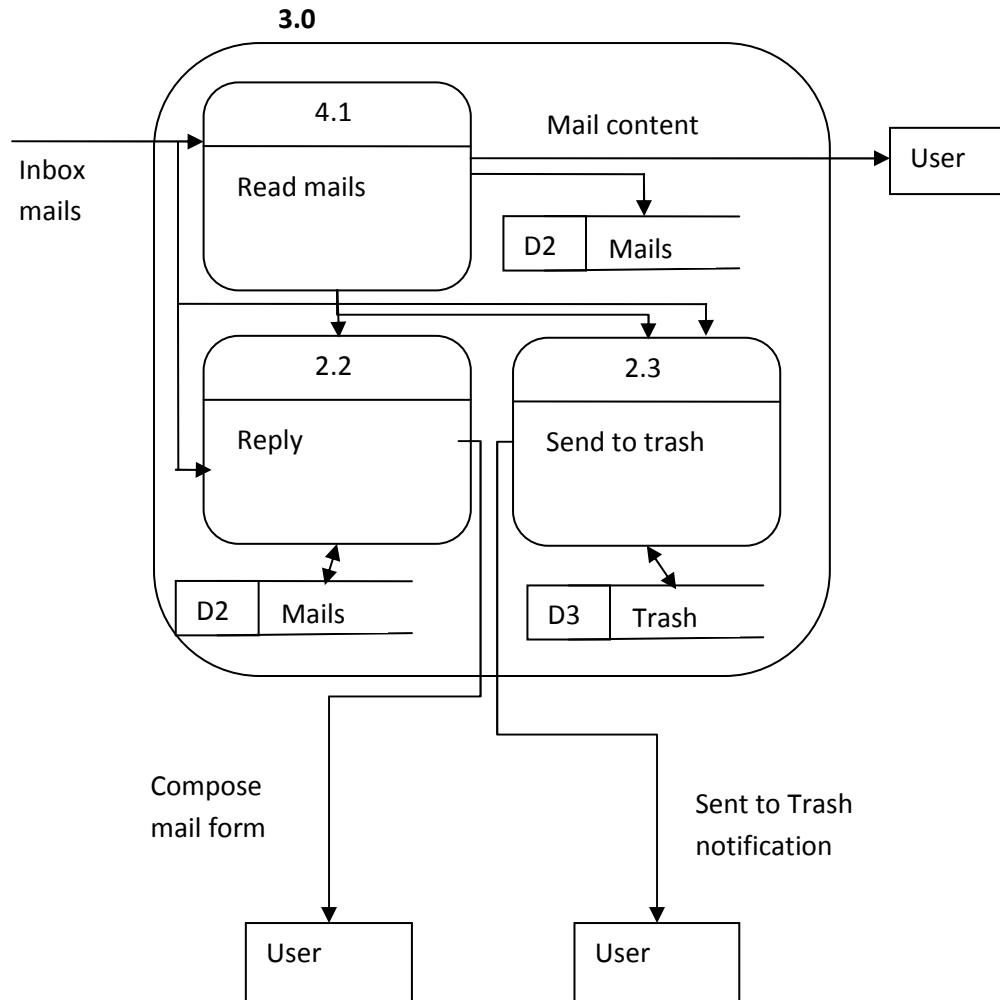 3.0
4.1
Mail content
User
Inbox
mails
Read mails
D2
Mails
2.2
2.3
Reply
Send to trash
D2
Mails
D3
Trash
Compose
mail form
Sent to Trash
notification
User
User